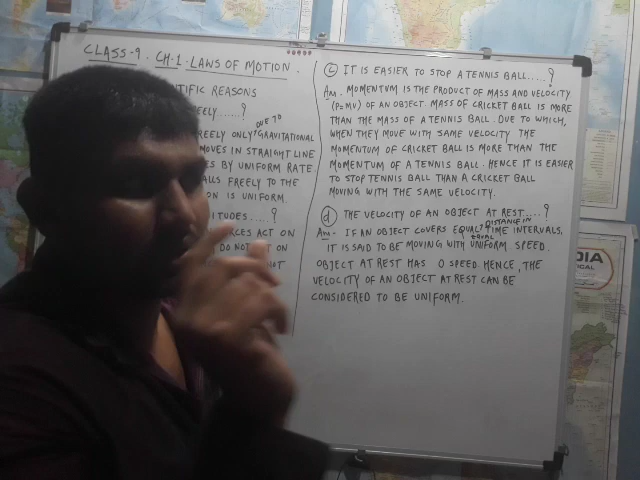 CLASS-9. CH-1. LAWS OF MOTION.
TIFIC REASONS
EELY.....?
REELY ONLY DUE TO GRAVITATIONAL
MOVES IN STRAIGHT LINE
ES BY UNIFORM RATE
ALLS FREELY TO THE
ON IS UNIFORM.
ITUDES....?
RCES ACT ON
DO NOT ACT ON
HAT
(c) IT IS EASIER TO STOP A TENNIS BALL.....?
Ans. MOMENTUM IS THE PRODUCT OF MASS AND VELOCITY
(P=MV) OF AN OBJECT. MASS OF CRICKET BALL IS MORE
THAN THE MASS OF A TENNIS BALL. DUE TO WHICH,
WHEN THEY MOVE WITH SAME VELOCITY THE
MOMENTUM OF CRICKET BALL IS MORE THAN THE
MOMENTUM OF A TENNIS BALL. HENCE IT IS EASIER
TO STOP TENNIS BALL THAN A CRICKET BALL
MOVING WITH THE SAME VELOCITY.
(d) THE VELOCITY OF AN OBJECT AT REST....?
Ans- IF AN OBJECT COVERS EQUAL DISTANCE IN EQUAL TIME INTERVALS,
IT IS SAID TO BE MOVING WITH UNIFORM SPEED.
OBJECT AT REST HAS 0 SPEED. HENCE, THE
VELOCITY OF AN OBJECT AT REST CAN BE
CONSIDERED TO BE UNIFORM.
DIA
ICAL